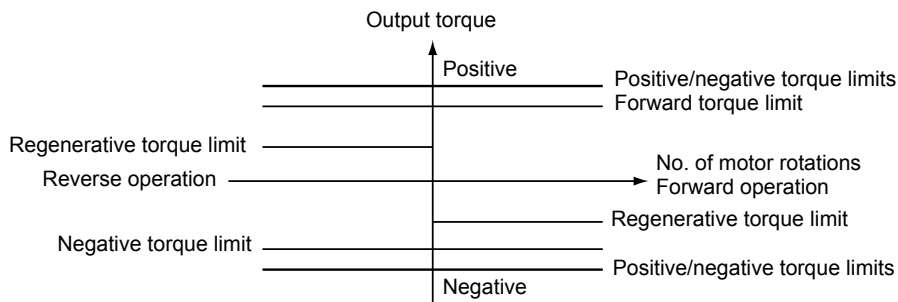 Output torque
Positive
Positive/negative torque limits
Forward torque limit
Regenerative torque limit
Reverse operation
No. of motor rotations
Forward operation
Regenerative torque limit
Negative torque limit
Positive/negative torque limits
Negative